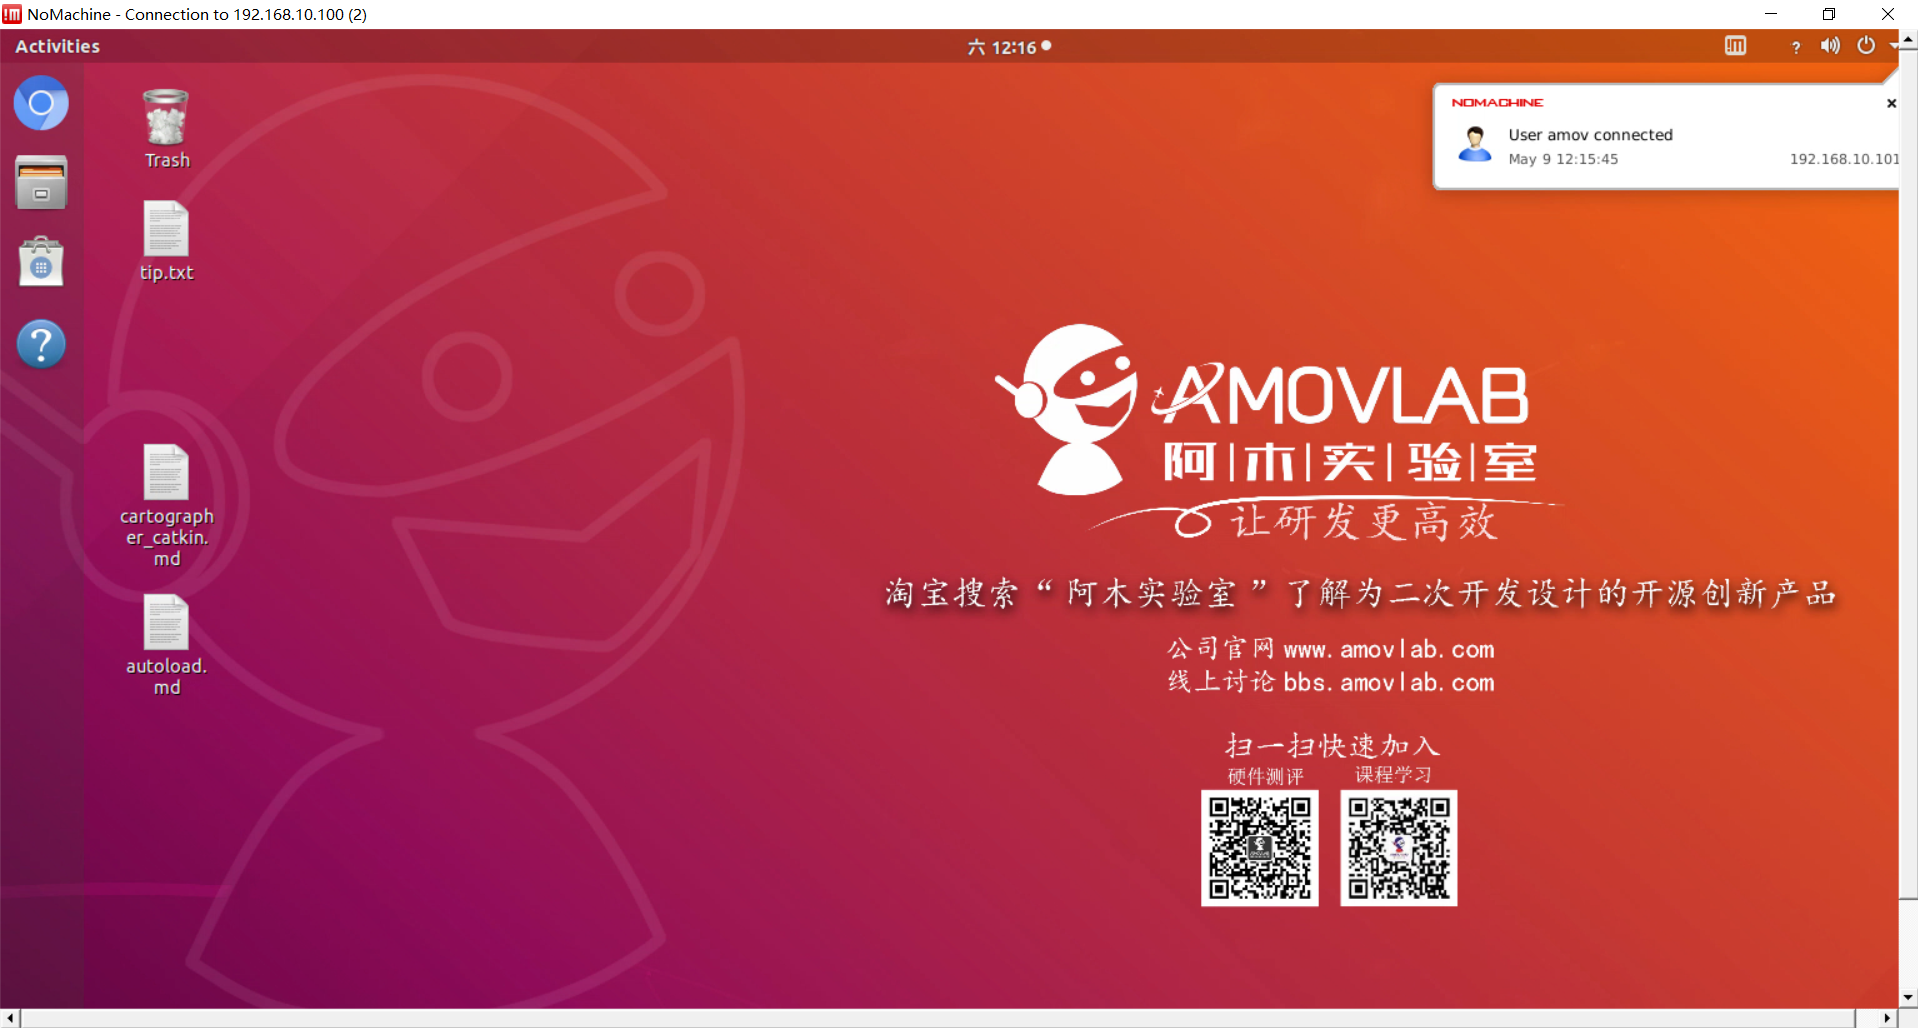 NoMachine - Connection to 192.168.10.100 (2)
Activities
六 12:16
?
NOMACHINE
User amov connected
May 9 12:15:45
192.168.10.101
Trash
tip.txt
cartograph
er_catkin.
md
autoload.
md
AMOVLAB
阿|木|实|验|室
让研发更高效
淘宝搜索“阿木实验室”了解为二次开发设计的开源创新产品
公司官网 www.amovlab.com
线上讨论 bbs.amovlab.com
扫一扫快速加入
硬件测评
课程学习